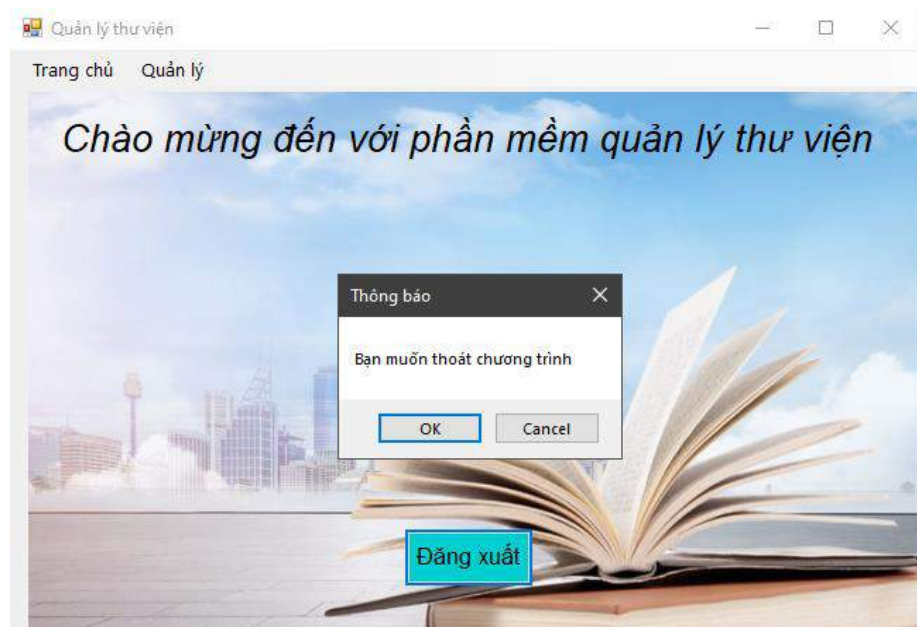 Quản lý thư viện
Trang chủ Quản lý
Chào mừng đến với phần mềm quản lý thư viện
Thông báo
Bạn muốn thoát chương trình
OK Cancel
Đăng xuất